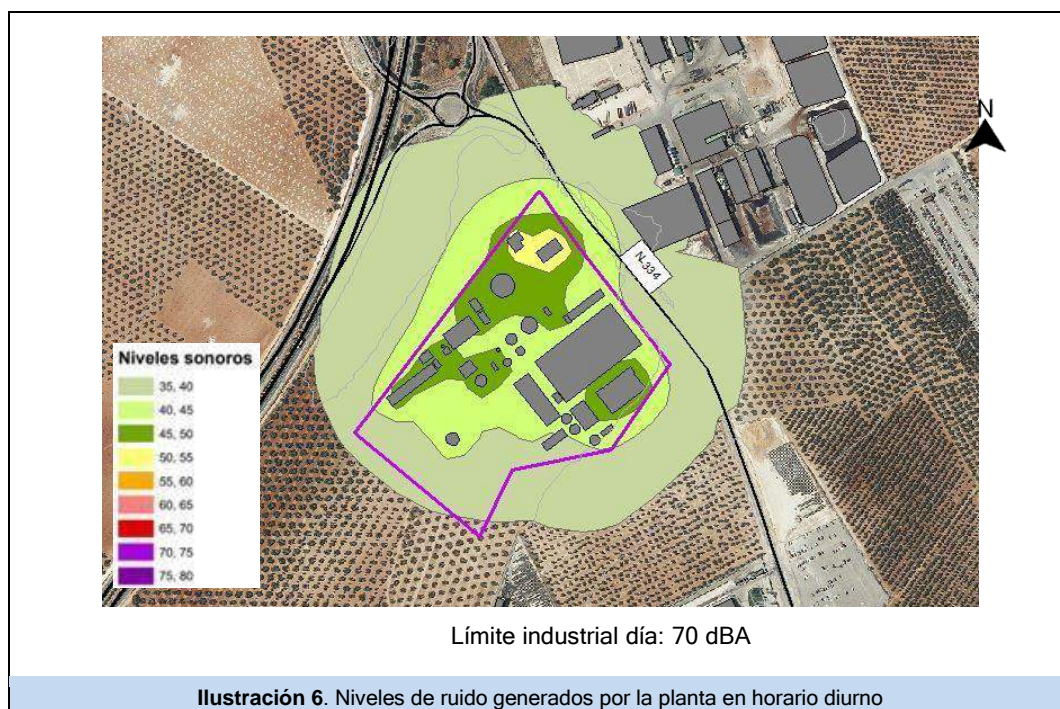 N
N-334
Niveles sonoros
35, 40
40, 45
45, 50
50, 55
55, 60
60, 65
65, 70
70, 75
75, 80
Límite industrial día: 70 dBA
Ilustración 6. Niveles de ruido generados por la planta en horario diurno